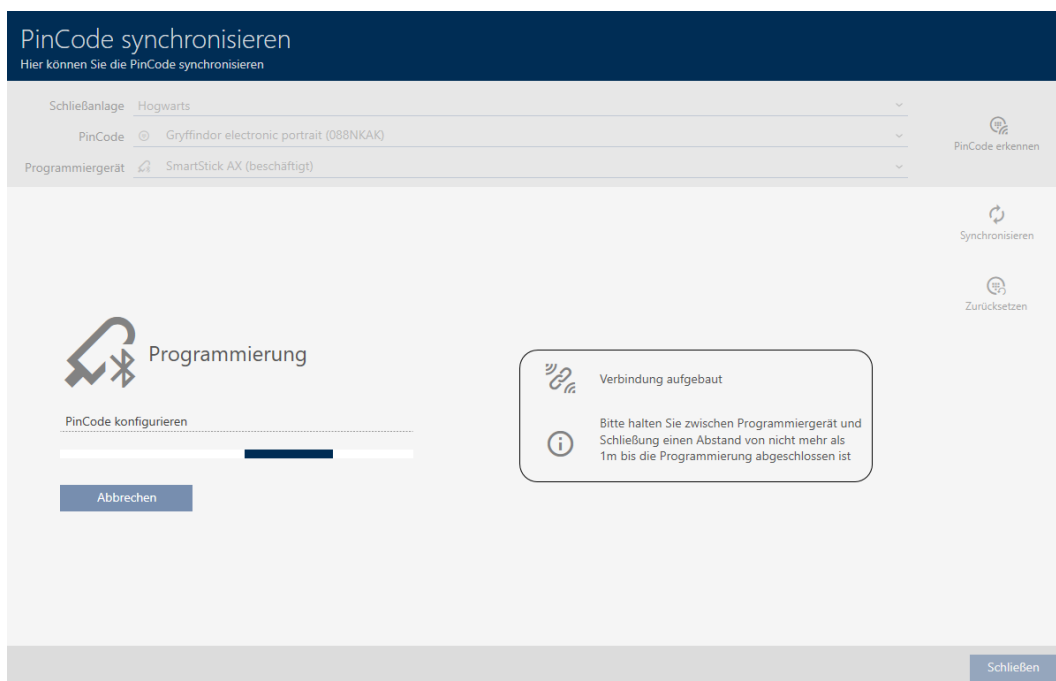 PinCode synchronisieren
Hier können Sie die PinCode synchronisieren
Schließanlage Hogwarts
PinCode Gryffindor electronic portrait (088NKAK)
Programmiergerät SmartStick AX (beschäftigt)
PinCode erkennen
Synchronisieren
Zurücksetzen
Programmierung
PinCode konfigurieren
Abbrechen
Verbindung aufgebaut
Bitte halten Sie zwischen Programmiergerät und
Schließung einen Abstand von nicht mehr als
1m bis die Programmierung abgeschlossen ist
Schließen